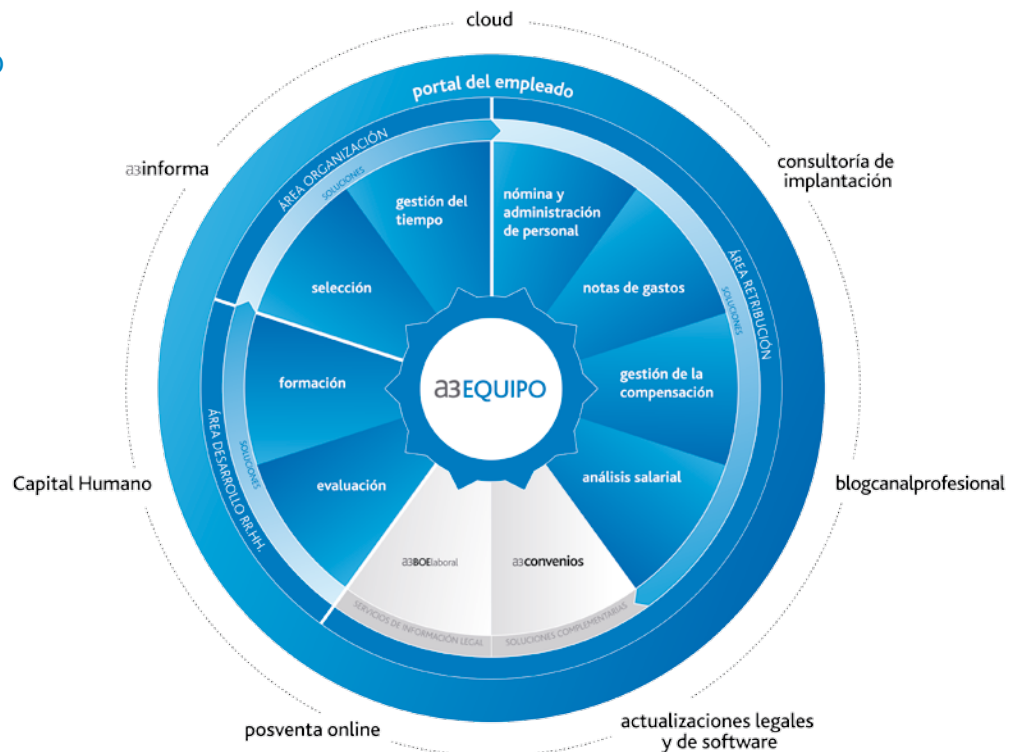 cloud
portal del empleado
a3informa
consultoría de
implantación
ÁREA ORGANIZACIÓN
SOLUCIONES
gestión del
tiempo
nómina y
administración
de personal
selección
notas de gastos
ÁREA RETRIBUCIÓN
SOLUCIONES
formación
a3EQUIPO
gestión de la
compensación
ÁREA DESARROLLO RR.HH.
SOLUCIONES
evaluación
análisis salarial
Capital Humano
blogcanalprofesional
a3BOElaboral
a3convenios
SERVICIOS DE INFORMACIÓN LEGAL
SOLUCIONES COMPLEMENTARIAS
posventa online
actualizaciones legales
y de software